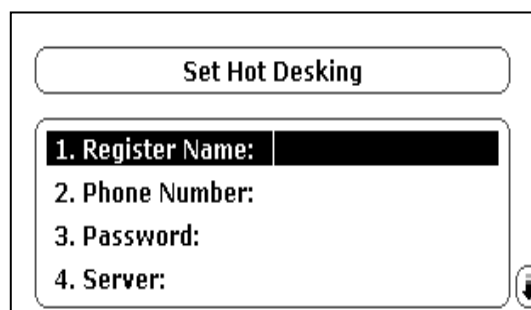 Set Hot Desking
1. Register Name:
2. Phone Number:
3. Password:
4. Server: